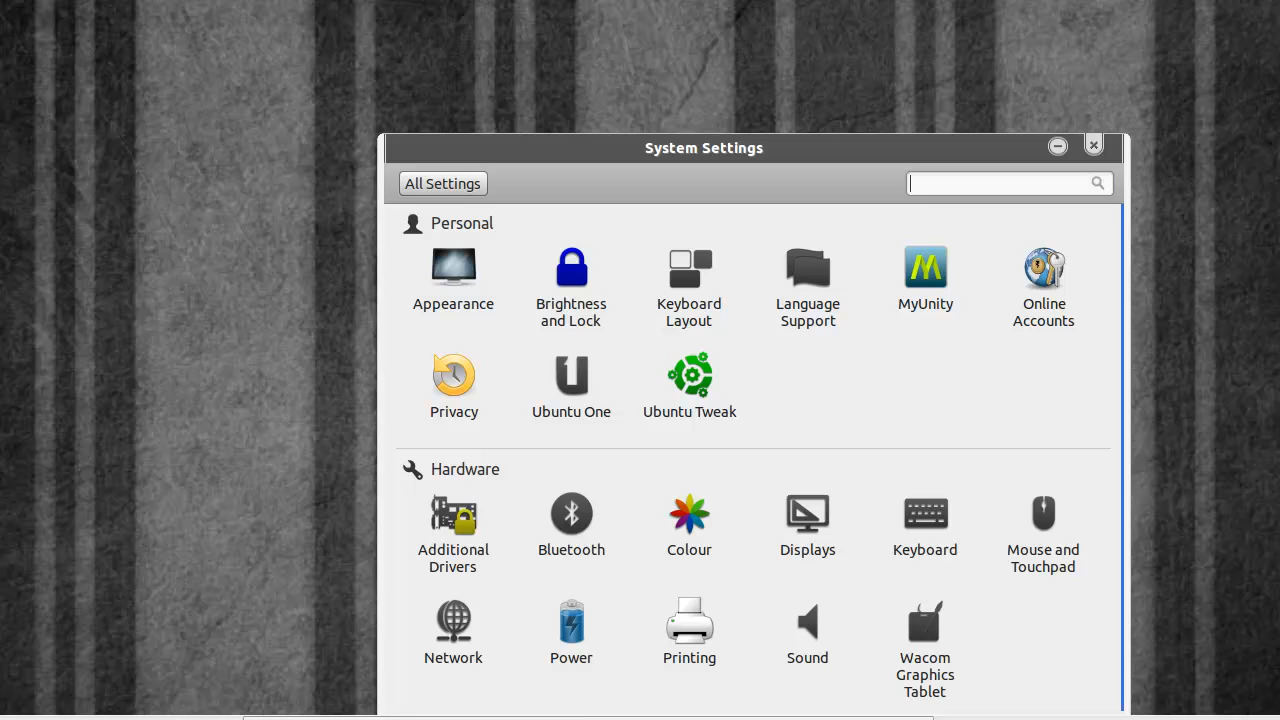 System Settings
All Settings
Personal
Appearance
Brightness
and Lock
Keyboard
Layout
Language
Support
MyUnity
Online
Accounts
Privacy
Ubuntu One
Ubuntu Tweak
Hardware
Additional
Drivers
Bluetooth
Colour
Displays
Keyboard
Mouse and
Touchpad
Network
Power
Printing
Sound
Wacom
Graphics
Tablet